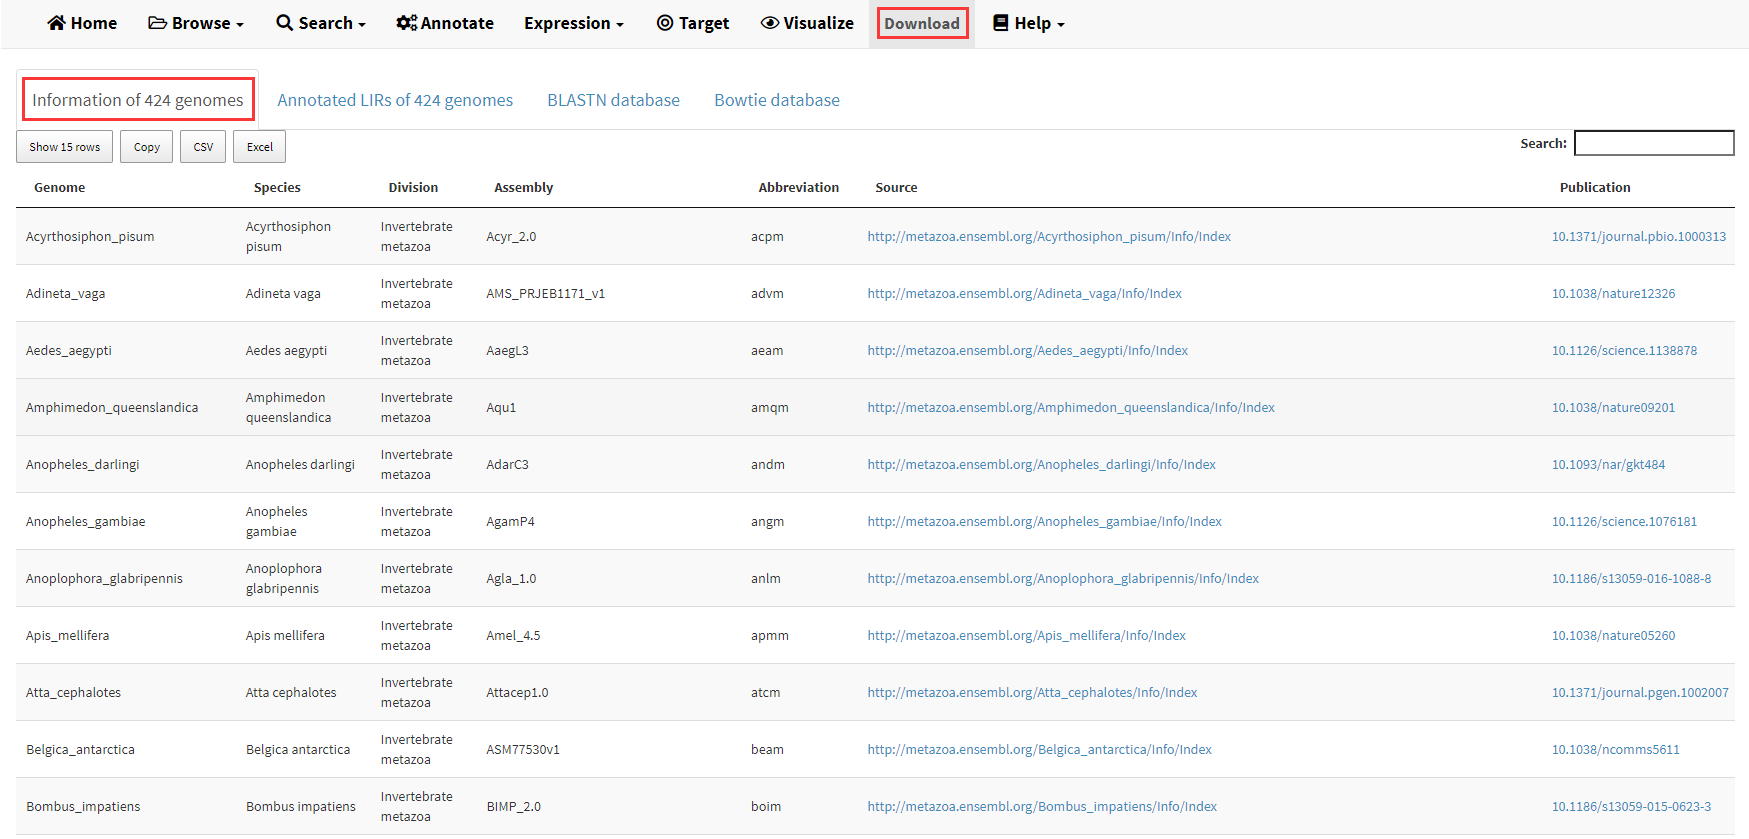 Home Browse Search Annotate Expression Target Visualize Download Help
Information of 424 genomes Annotated LIRs of 424 genomes BLASTN database Bowtie database
Show 15 rows Copy CSV Excel Search:
Genome Species Division Assembly Abbreviation Source Publication
Acyrthosiphon_pisum Acyrthosiphon pisum Invertebrate metazoa Acyr_2.0 acpm http://metazoa.ensembl.org/Acyrthosiphon_pisum/Info/Index 10.1371/journal.pbio.1000313
Adineta_vaga Adineta vaga Invertebrate metazoa AMS_PRJEB1171_v1 advm http://metazoa.ensembl.org/Adineta_vaga/Info/Index 10.1038/nature12326
Aedes_aegypti Aedes aegypti Invertebrate metazoa AaegL3 aeam http://metazoa.ensembl.org/Aedes_aegypti/Info/Index 10.1126/science.1138878
Amphimedon_queenslandica Amphimedon queenslandica Invertebrate metazoa Aqu1 amqm http://metazoa.ensembl.org/Amphimedon_queenslandica/Info/Index 10.1038/nature09201
Anopheles_darlingi Anopheles darlingi Invertebrate metazoa AdarC3 andm http://metazoa.ensembl.org/Anopheles_darlingi/Info/Index 10.1093/nar/gkt484
Anopheles_gambiae Anopheles gambiae Invertebrate metazoa AgamP4 angm http://metazoa.ensembl.org/Anopheles_gambiae/Info/Index 10.1126/science.1076181
Anoplophora_glabripennis Anoplophora glabripennis Invertebrate metazoa Agla_1.0 anlm http://metazoa.ensembl.org/Anoplophora_glabripennis/Info/Index 10.1186/s13059-016-1088-8
Apis_mellifera Apis mellifera Invertebrate metazoa Amel_4.5 apmm http://metazoa.ensembl.org/Apis_mellifera/Info/Index 10.1038/nature05260
Atta_cephalotes Atta cephalotes Invertebrate metazoa Attacep1.0 atcm http://metazoa.ensembl.org/Atta_cephalotes/Info/Index 10.1371/journal.pgen.1002007
Belgica_antarctica Belgica antarctica Invertebrate metazoa ASM77530v1 beam http://metazoa.ensembl.org/Belgica_antarctica/Info/Index 10.1038/ncomms5611
Bombus_impatiens Bombus impatiens Invertebrate metazoa BIMP_2.0 boim http://metazoa.ensembl.org/Bombus_impatiens/Info/Index 10.1186/s13059-015-0623-3